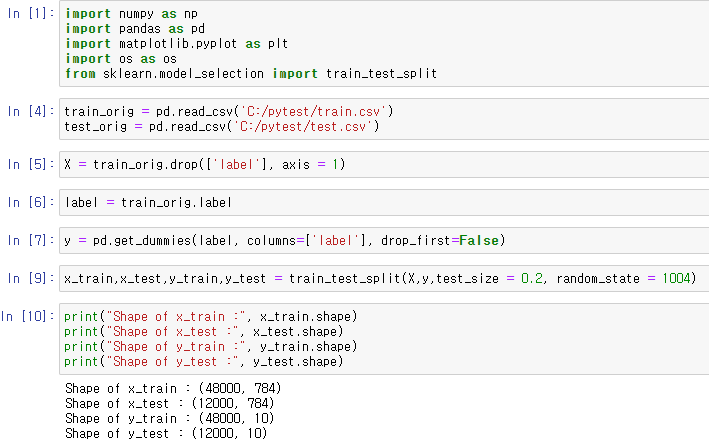 In [1]: import numpy as np
import pandas as pd
import matplotlib.pyplot as plt
import os as os
from sklearn.model_selection import train_test_split
In [4]: train_orig = pd.read_csv('C:/pytest/train.csv')
test_orig = pd.read_csv('C:/pytest/test.csv')
In [5]: X = train_orig.drop(['label'], axis = 1)
In [6]: label = train_orig.label
In [7]: y = pd.get_dummies(label, columns=['label'], drop_first=False)
In [9]: x_train,x_test,y_train,y_test = train_test_split(X,y,test_size = 0.2, random_state = 1004)
In [10]: print("Shape of x_train :", x_train.shape)
print("Shape of x_test :", x_test.shape)
print("Shape of y_train :", y_train.shape)
print("Shape of y_test :", y_test.shape)
Shape of x_train : (48000, 784)
Shape of x_test : (12000, 784)
Shape of y_train : (48000, 10)
Shape of y_test : (12000, 10)